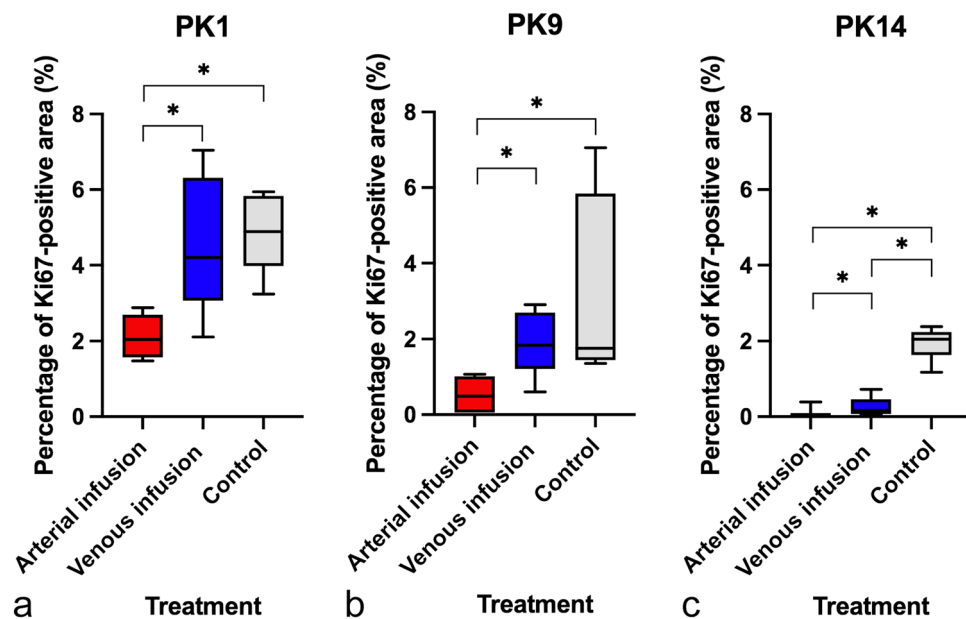 PK1
Percentage of Ki67-positive area (%)
8
6
4
2
0
*
*
Arterial infusion
Venous infusion
Control
a
Treatment
PK9
Percentage of Ki67-positive area (%)
8
6
4
2
0
*
*
Arterial infusion
Venous infusion
Control
b
Treatment
PK14
Percentage of Ki67-positive area (%)
8
6
4
2
0
*
*
*
Arterial infusion
Venous infusion
Control
c
Treatment